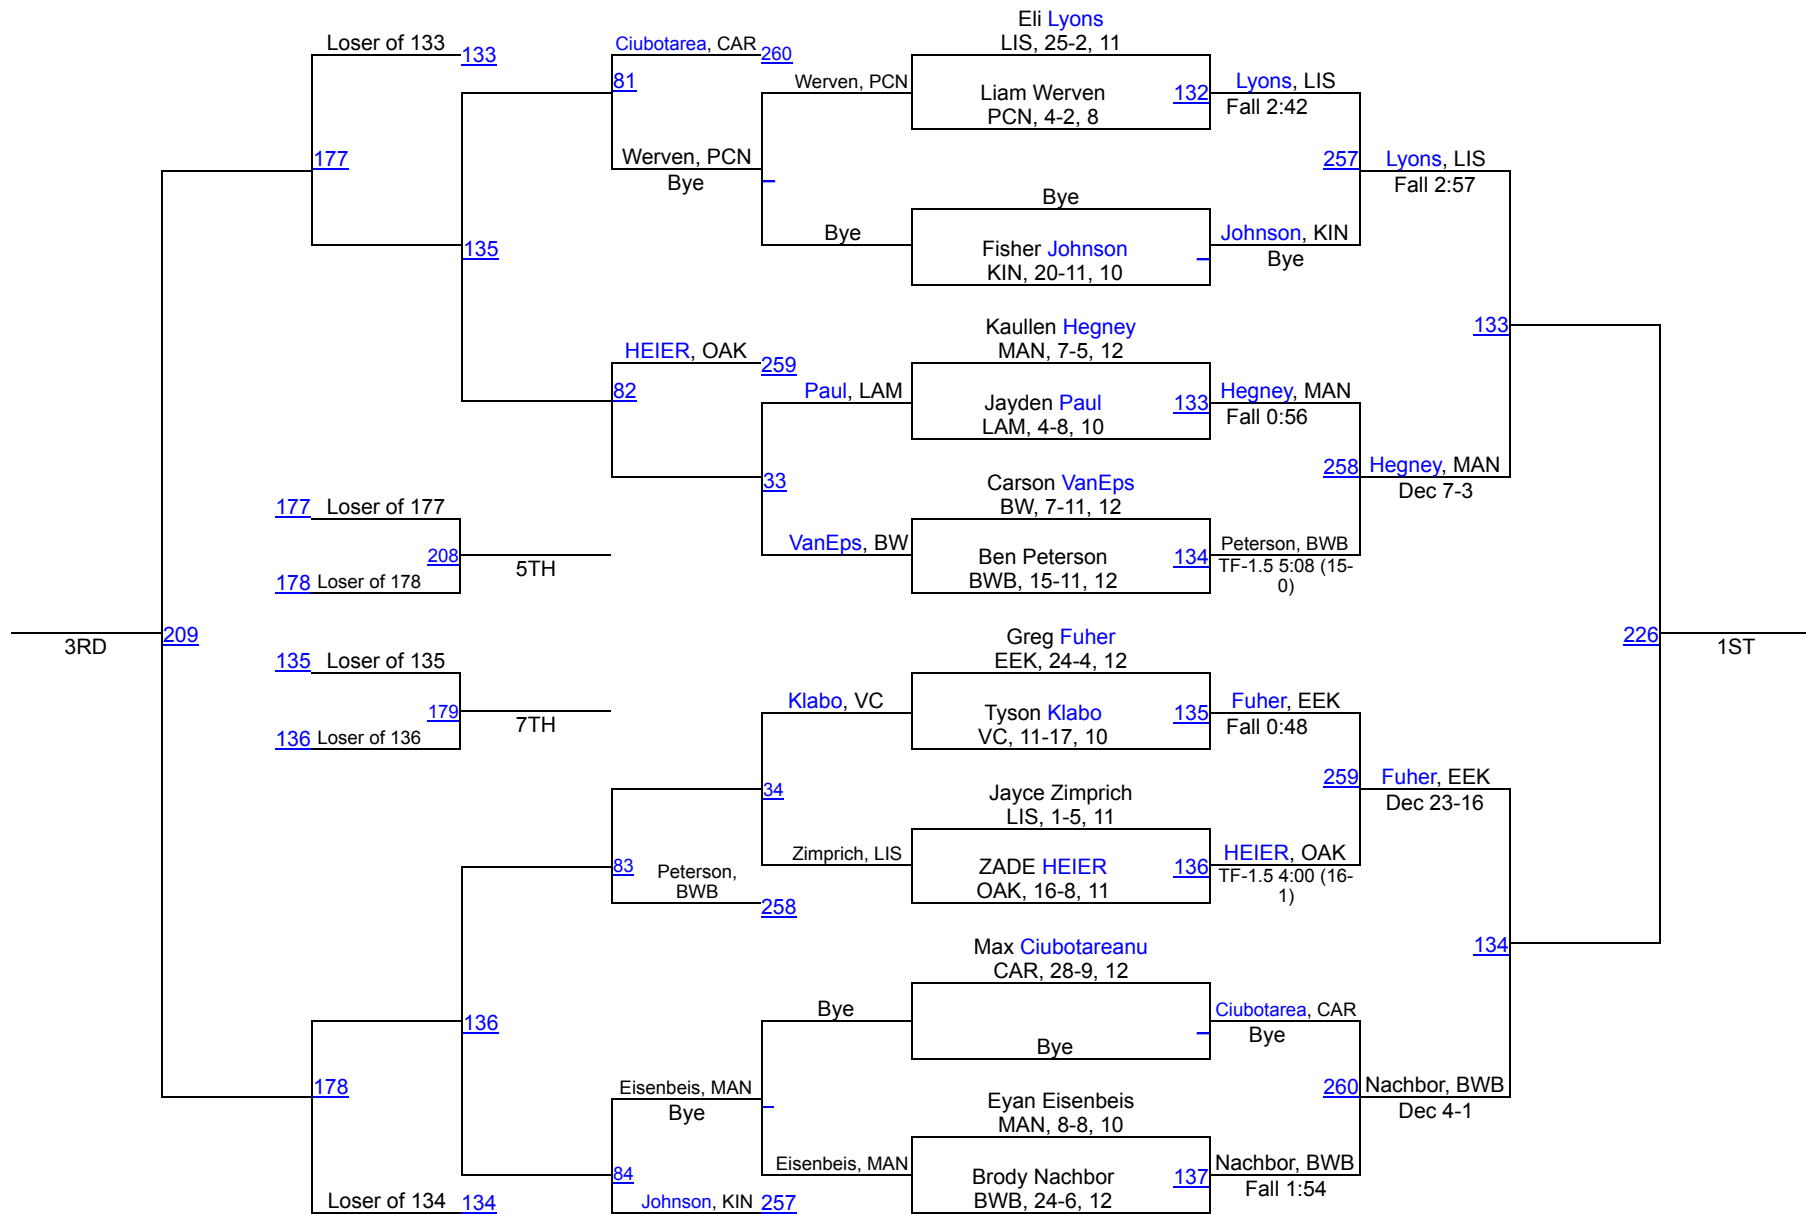 Eli Lyons
LIS, 25-2, 11
Loser of 133
133
Ciubotarea, CAR
260
81
Werven, PCN
Liam Werven
PCN, 4-2, 8
132
Lyons, LIS
Fall 2:42
177
Werven, PCN
Bye
257
Lyons, LIS
Fall 2:57
Bye
135
Bye
Fisher Johnson
KIN, 20-11, 10
Johnson, KIN
Bye
Kaullen Hegney
MAN, 7-5, 12
133
HEIER, OAK
259
82
Paul, LAM
Jayden Paul
LAM, 4-8, 10
133
Hegney, MAN
Fall 0:56
33
Carson VanEps
BW, 7-11, 12
258
Hegney, MAN
Dec 7-3
177
Loser of 177
208
5TH
178
Loser of 178
VanEps, BW
Ben Peterson
BWB, 15-11, 12
134
Peterson, BWB
TF-1.5 5:08 (15-
0)
3RD
209
226
1ST
Greg Fuher
EEK, 24-4, 12
135
Loser of 135
179
7TH
136
Loser of 136
Klabo, VC
Tyson Klabo
VC, 11-17, 10
135
Fuher, EEK
Fall 0:48
34
Jayce Zimprich
LIS, 1-5, 11
259
Fuher, EEK
Dec 23-16
83
Peterson,
BWB
258
Zimprich, LIS
ZADE HEIER
OAK, 16-8, 11
136
HEIER, OAK
TF-1.5 4:00 (16-
1)
Max Ciubotareanu
CAR, 28-9, 12
134
136
Bye
Bye
Ciubotarea, CAR
Bye
178
Eisenbeis, MAN
Bye
Eyan Eisenbeis
MAN, 8-8, 10
260
Nachbor, BWB
Dec 4-1
84
Eisenbeis, MAN
Brody Nachbor
BWB, 24-6, 12
137
Nachbor, BWB
Fall 1:54
Loser of 134
134
Johnson, KIN
257